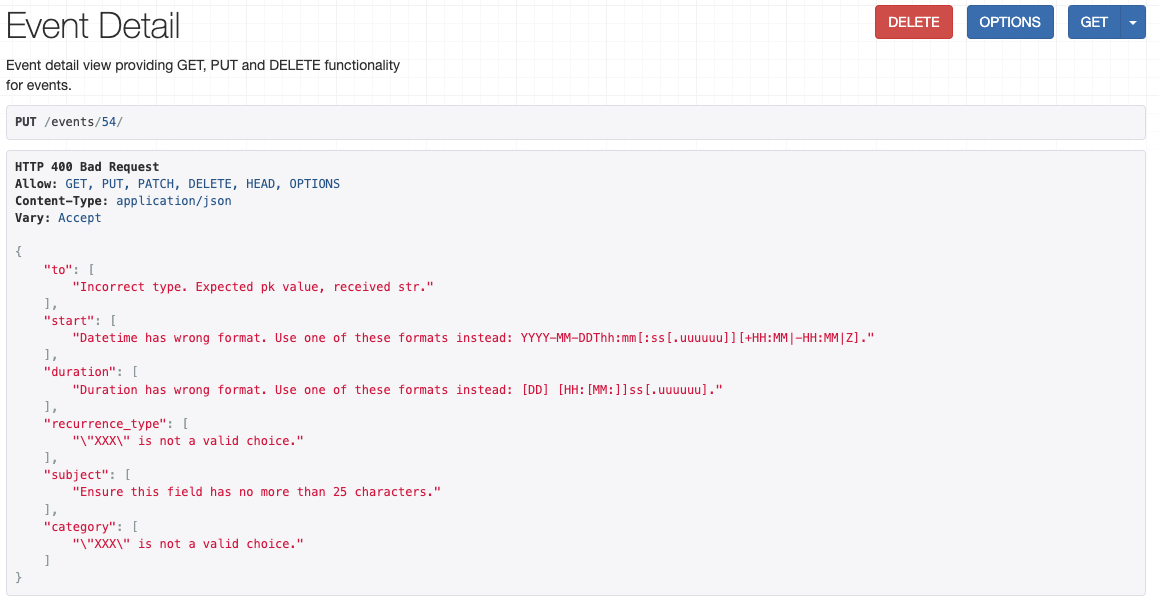 Event Detail
DELETE
OPTIONS
GET
Event detail view providing GET, PUT and DELETE functionality
for events.
PUT /events/54/
HTTP 400 Bad Request
Allow: GET, PUT, PATCH, DELETE, HEAD, OPTIONS
Content-Type: application/json
Vary: Accept
{
    "to": [
        "Incorrect type. Expected pk value, received str."
    ],
    "start": [
        "Datetime has wrong format. Use one of these formats instead: YYYY-MM-DDThh:mm[:ss[.uuuuuu]][+HH:MM|-HH:MM|Z]."
    ],
    "duration": [
        "Duration has wrong format. Use one of these formats instead: [DD] [HH:[MM:]]ss[.uuuuuu]."
    ],
    "recurrence_type": [
        "\"XXX\" is not a valid choice."
    ],
    "subject": [
        "Ensure this field has no more than 25 characters."
    ],
    "category": [
        "\"XXX\" is not a valid choice."
    ]
}